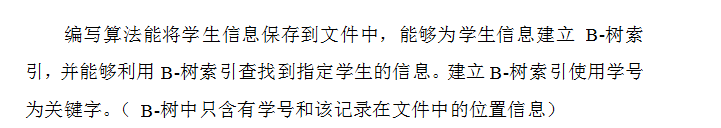 编写算法能将学生信息保存到文件中，能够为学生信息建立 B-树索
引，并能够利用 B-树索引查找到指定学生的信息。建立 B-树索引使用学号
为关键字。（ B-树中只含有学号和该记录在文件中的位置信息）